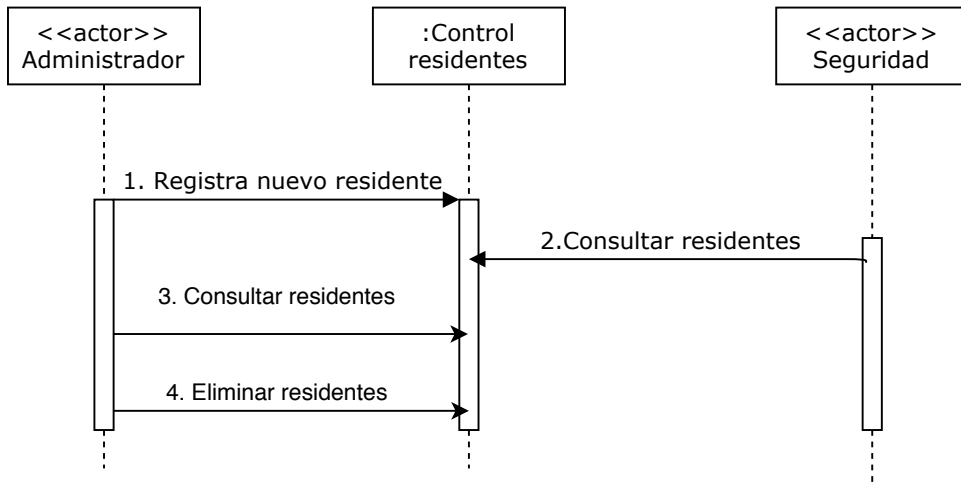 <<actor>>
Administrador
:Control
residentes
<<actor>>
Seguridad
1. Registra nuevo residente
2.Consultar residentes
3. Consultar residentes
4. Eliminar residentes